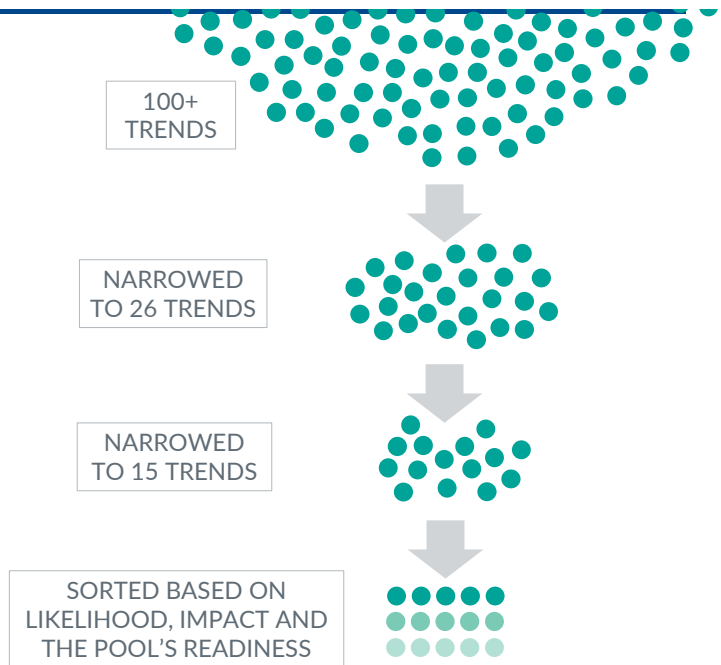 100+
TRENDS
NARROWED
TO 26 TRENDS
NARROWED
TO 15 TRENDS
SORTED BASED ON
LIKELIHOOD, IMPACT AND
THE POOL’S READINESS